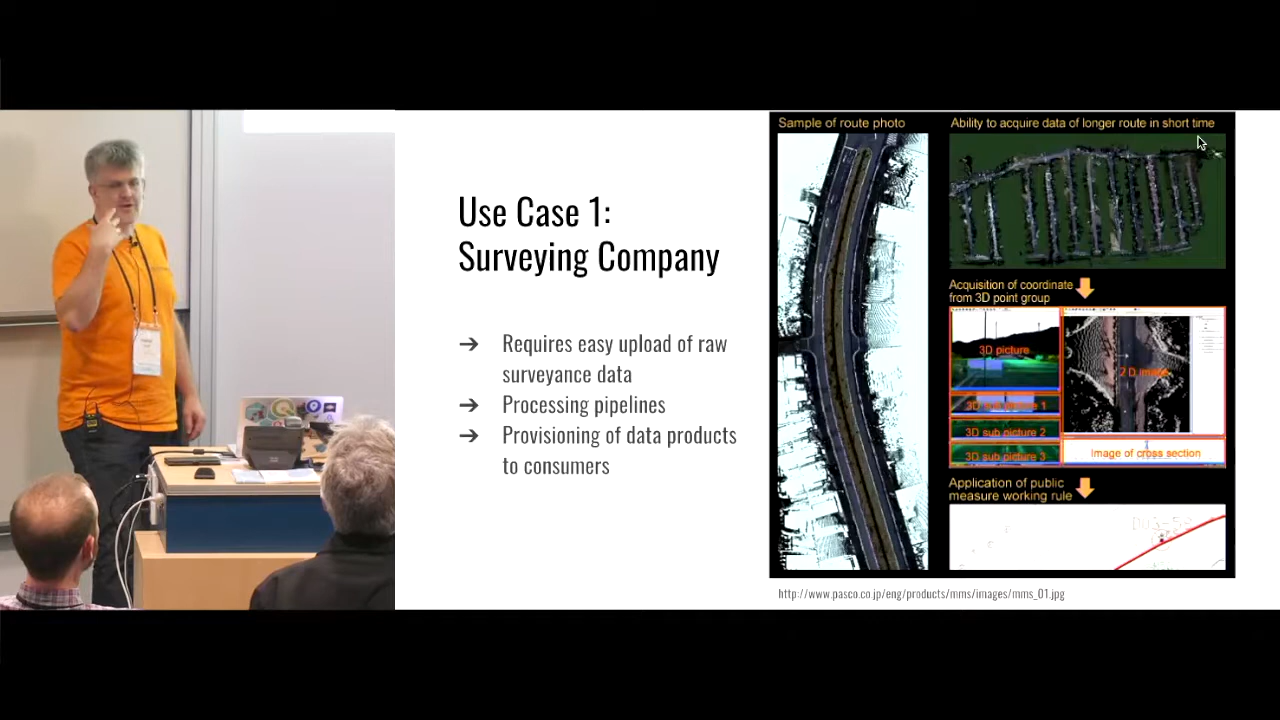 Use Case 1:
Surveying Company
➔ Requires easy upload of raw
surveyance data
➔ Processing pipelines
➔ Provisioning of data products
to consumers
Sample of route photo
Ability to acquire data of longer route in short time
Acquisition of coordinate
from 3D point group
3D picture
2D image
3D sub picture 1
3D sub picture 2
3D sub picture 3
Image of cross section
Application of public
measure working rule
http://www.pasco.co.jp/eng/products/mms/images/mms_01.jpg